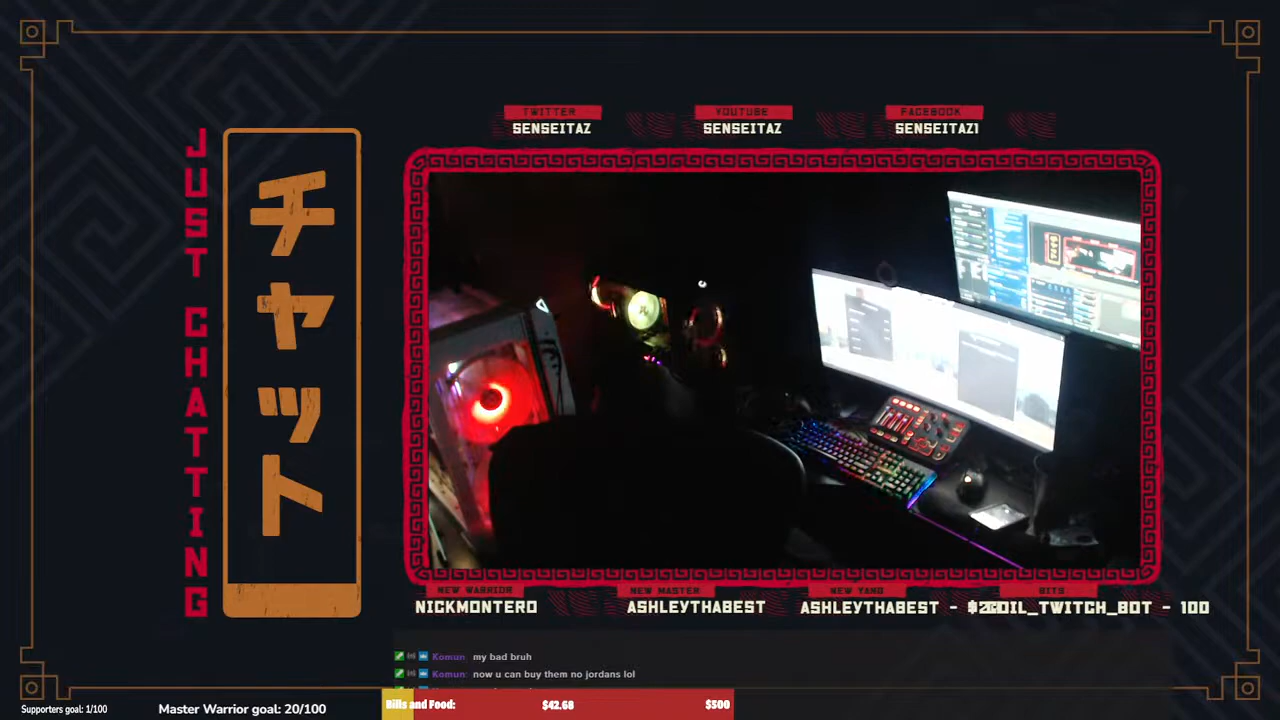 TWITTER
SENSEITAZ
YOUTUBE
SENSEITAZ
FACEBOOK
SENSEITAZ1
JUST CHATTING
チャット
NEW WARRIOR
NICKMONTERO
NEW MASTER
ASHLEYTHABEST
NEW YANG
ASHLEYTHABEST - 
BITS
_TWITCH_BOT - 100
Komun: my bad bruh
Komun: now u can buy them no jordans lol
Supporters goal: 1/100
Master Warrior goal: 20/100
Bills and Food:
$42.68
$500